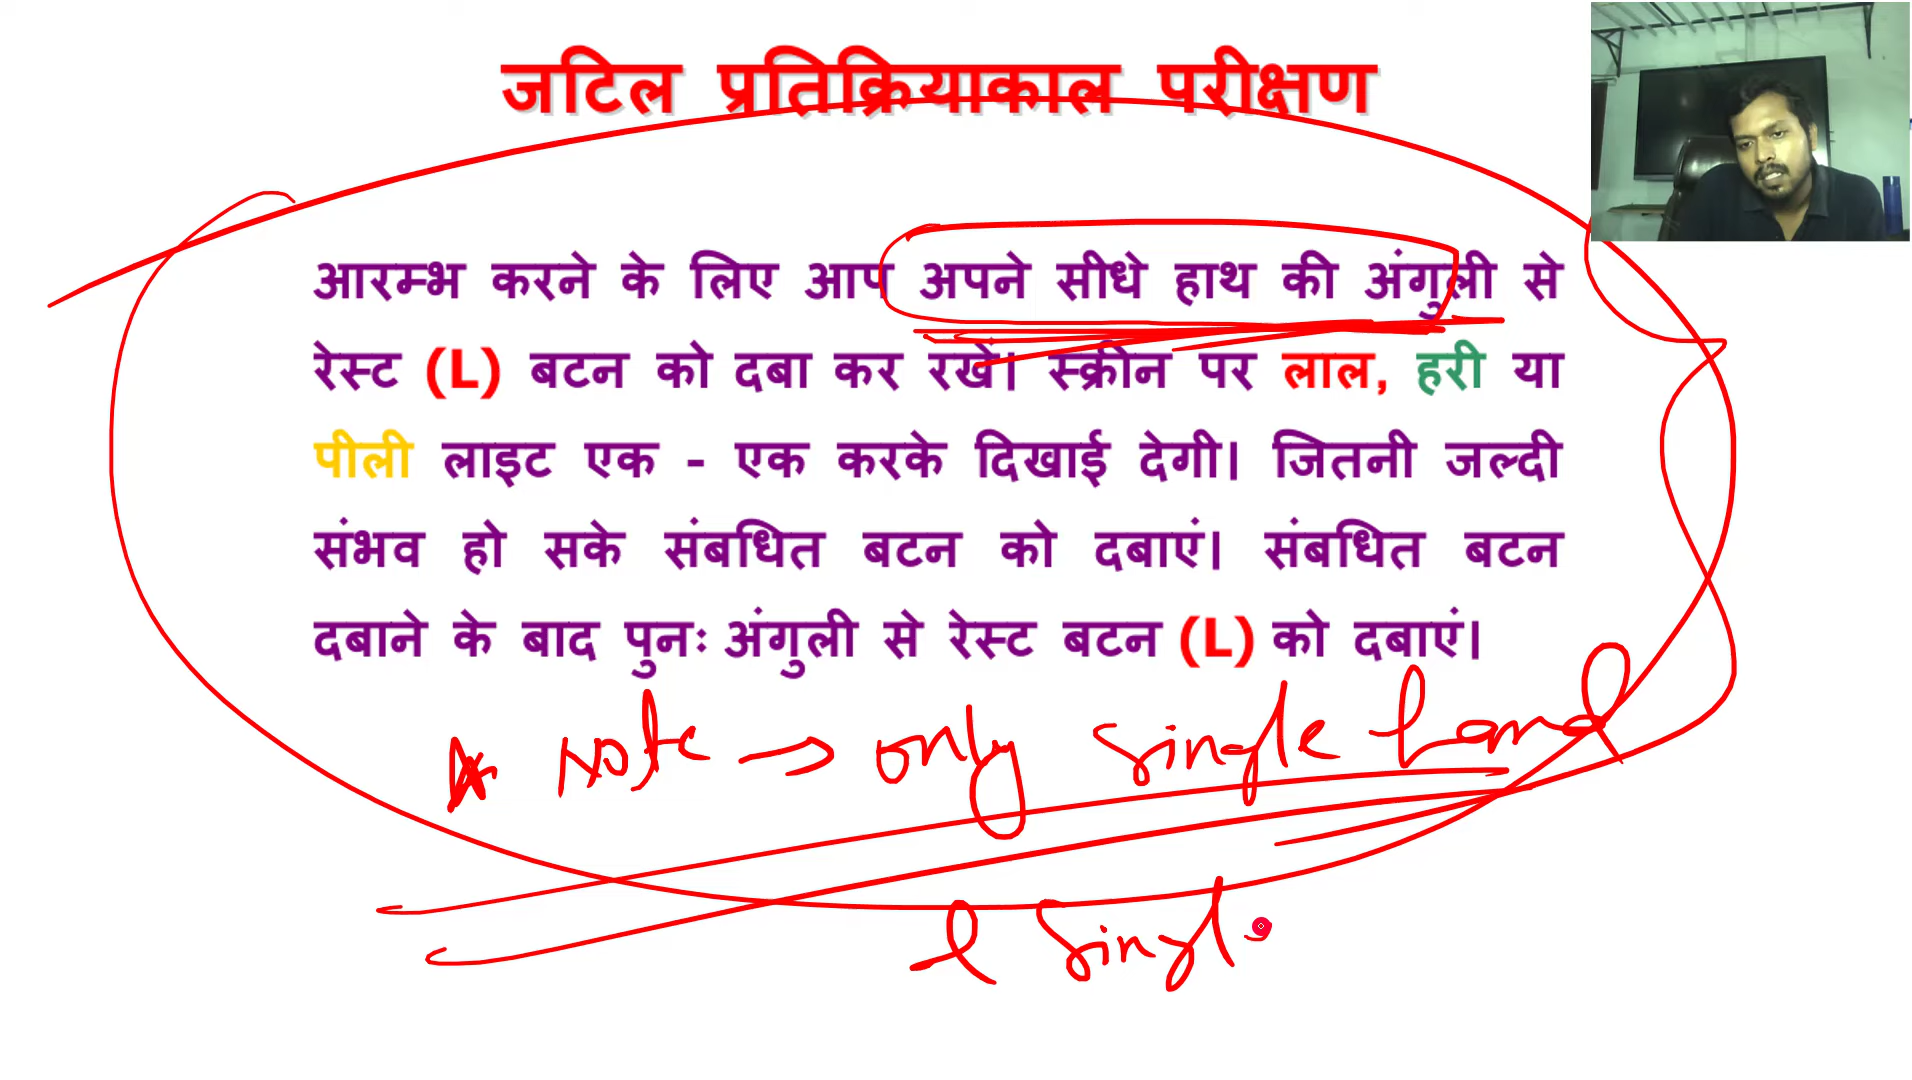 जटिल प्रतिक्रियाकाल परीक्षण
आरम्भ करने के लिए आप अपने सीधे हाथ की अंगुली से
रेस्ट (L) बटन को दबा कर रखें। स्क्रीन पर लाल, हरी या
पीली लाइट एक - एक करके दिखाई देगी। जितनी जल्दी
संभव हो सके संबधित बटन को दबाएं। संबधित बटन
दबाने के बाद पुनः अंगुली से रेस्ट बटन (L) को दबाएं।
* Note → only single hand
singl